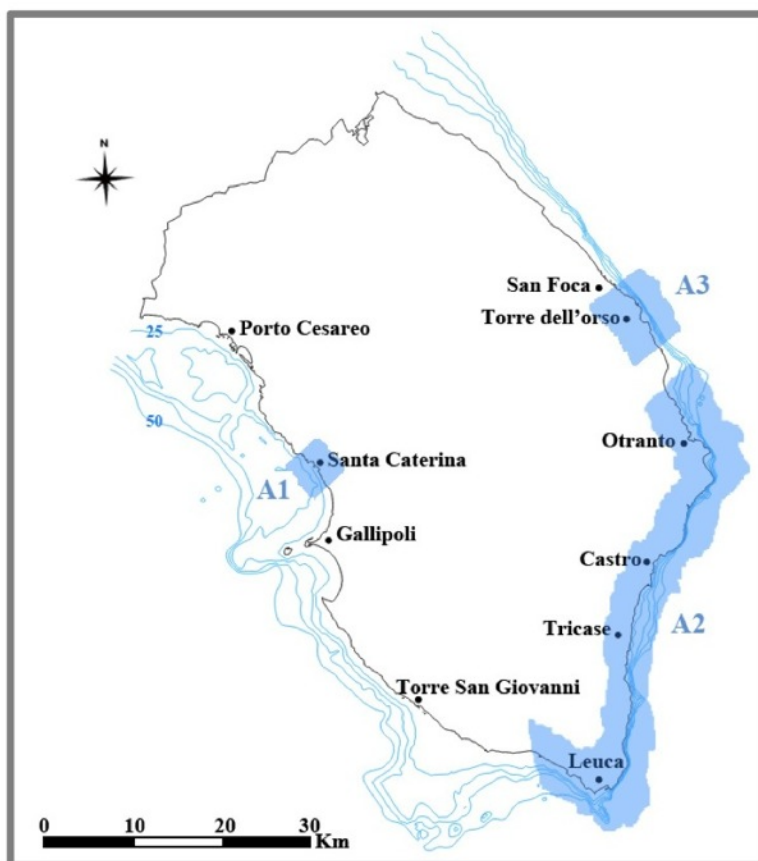 N
San Foca
A3
Torre dell'orso
25
Porto Cesareo
50
Otranto
Santa Caterina
A1
Gallipoli
Castro
Tricase
A2
Torre San Giovanni
Leuca
0 10 20 30
Km